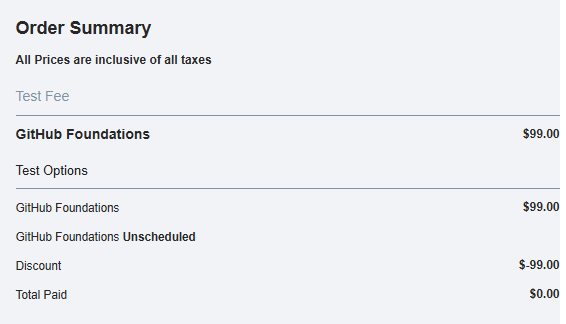 Order Summary
All Prices are inclusive of all taxes
Test Fee
GitHub Foundations $99.00
Test Options
GitHub Foundations $99.00
GitHub Foundations Unscheduled
Discount $-99.00
Total Paid $0.00